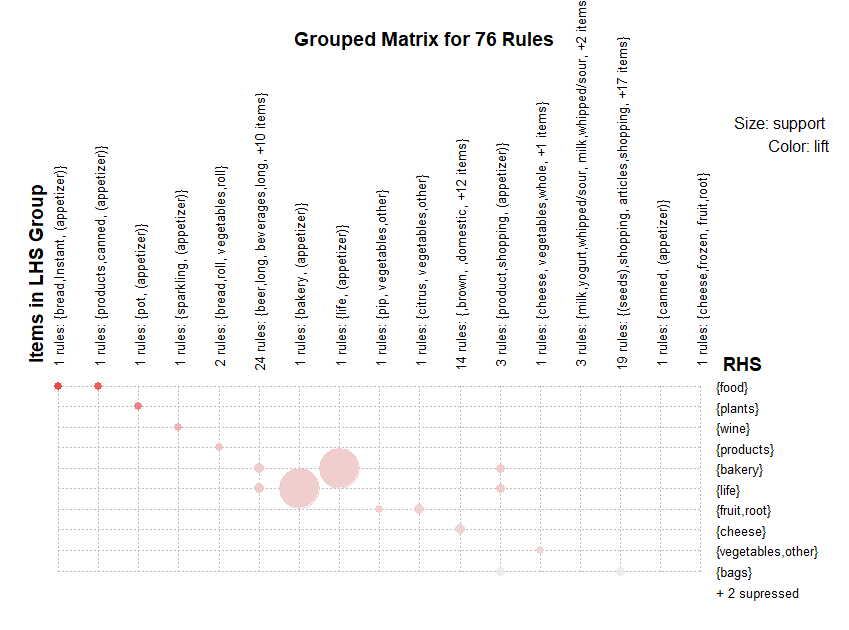 Grouped Matrix for 76 Rules
Size: support
Color: lift
Items in LHS Group
1 rules: {bread,Instant, (appetizer)}
1 rules: {products,canned, (appetizer)}
1 rules: {pot, (appetizer)}
1 rules: {sparkling, (appetizer)}
2 rules: {bread,roll, vegetables,roll}
24 rules: {beer,long, beverages,long, +10 items}
1 rules: {bakery, (appetizer)}
1 rules: {life, (appetizer)}
1 rules: {pip, vegetables,other}
1 rules: {citrus, vegetables,other}
14 rules: {,brown, ,domestic, +12 items}
3 rules: {product,shopping, (appetizer)}
1 rules: {cheese, vegetables,whole, +1 items}
3 rules: {milk,yogurt,whipped/sour, milk,whipped/sour, +2 items
19 rules: {(seeds),shopping, articles,shopping, +17 items}
1 rules: {canned, (appetizer)}
1 rules: {cheese,frozen, fruit,root}
RHS
{food}
{plants}
{wine}
{products}
{bakery}
{life}
{fruit,root}
{cheese}
{vegetables,other}
{bags}
+ 2 supressed